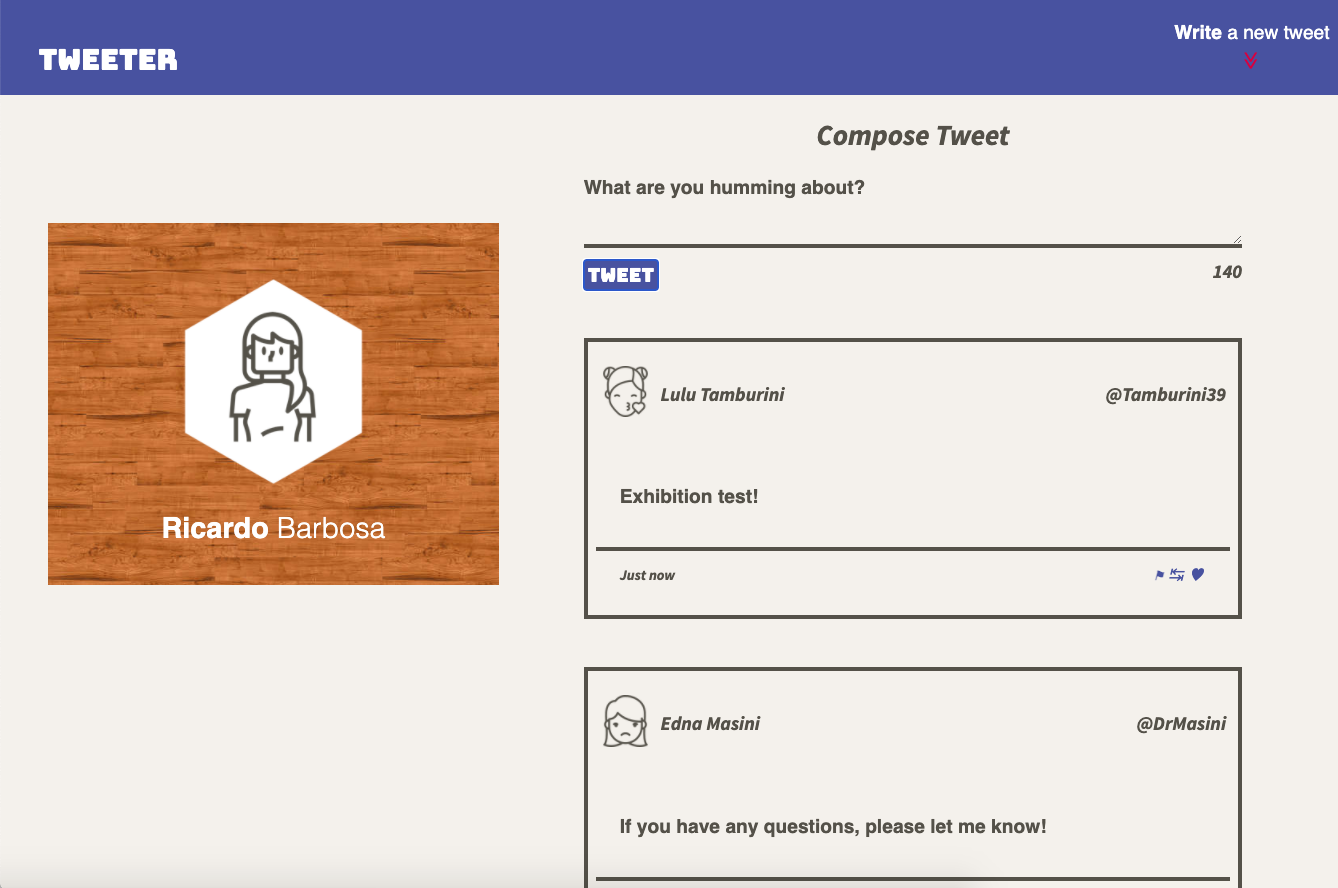 TWEETER
Write a new tweet
Compose Tweet
What are you humming about?
TWEET
140
Ricardo Barbosa
Lulu Tamburini
@Tamburini39
Exhibition test!
Just now
Edna Masini
@DrMasini
If you have any questions, please let me know!